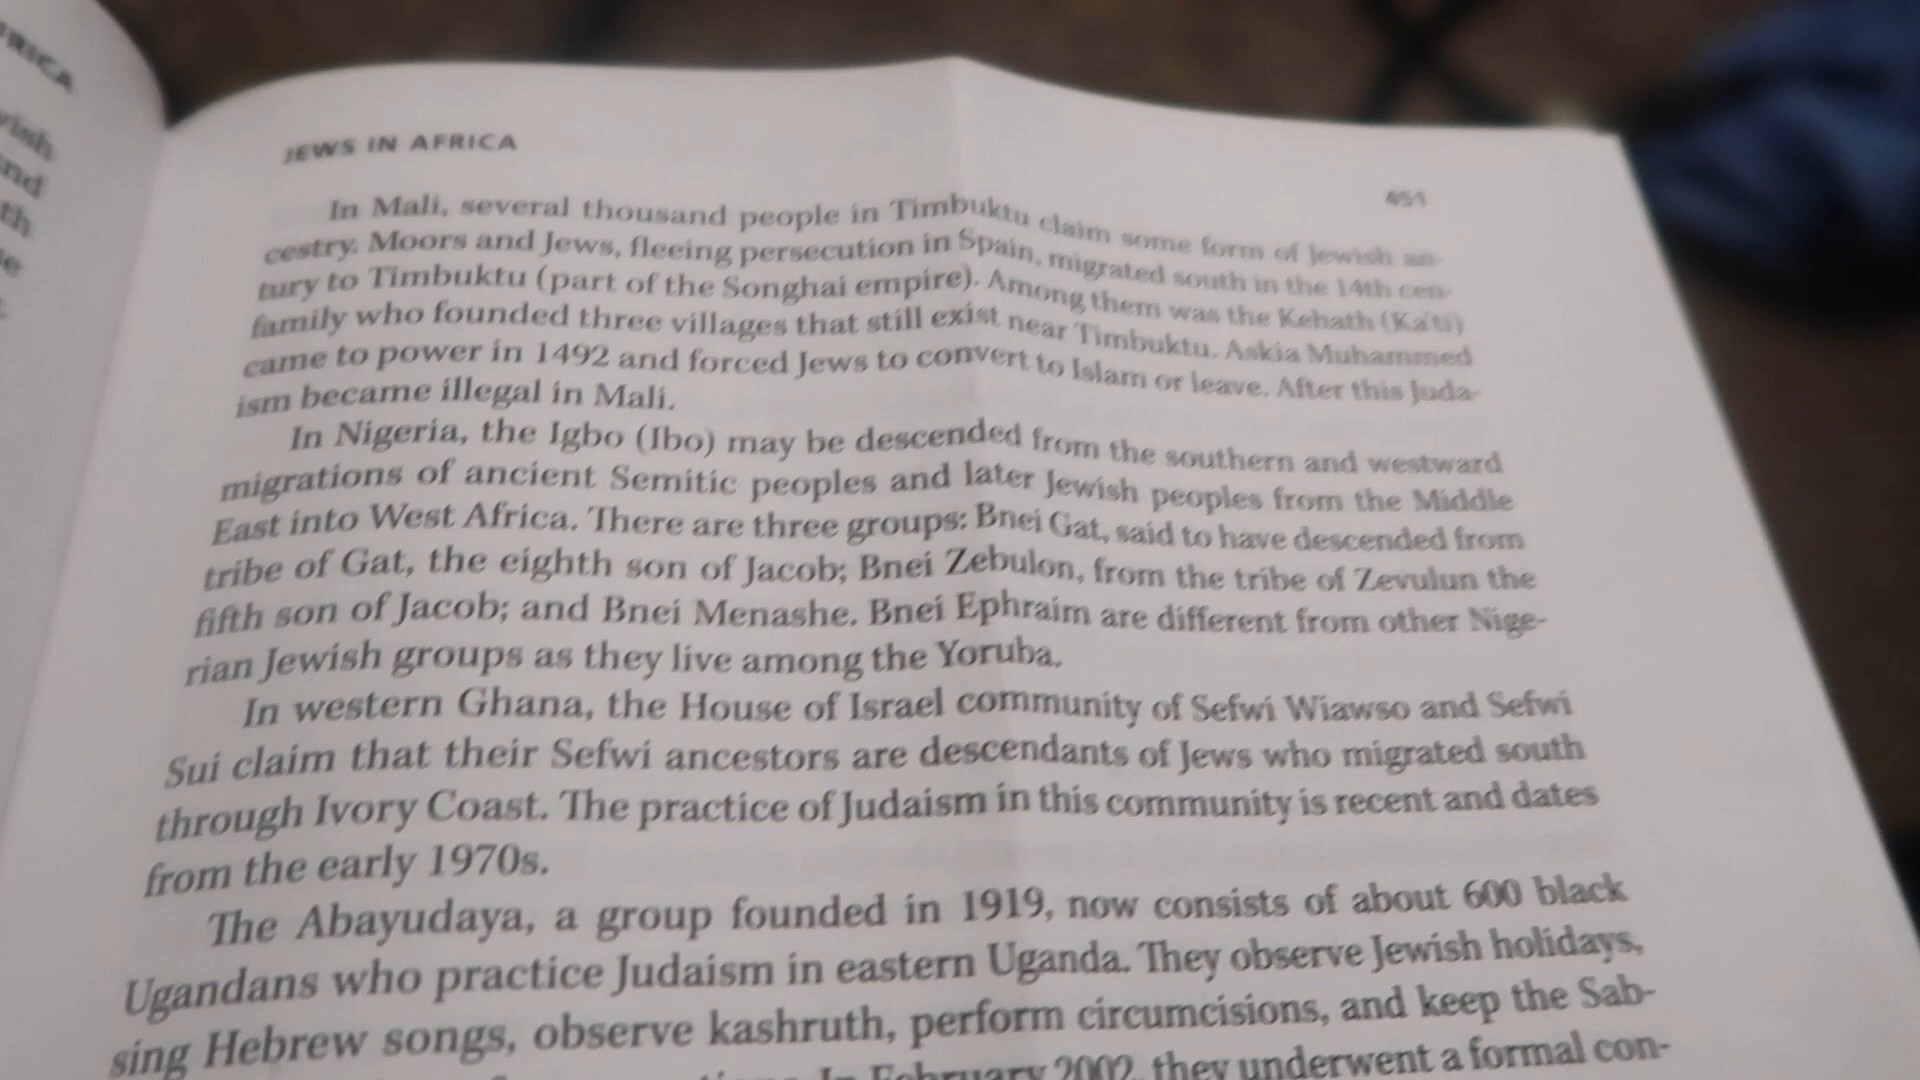 RICA
JEWS IN AFRICA
451
In Mali, several thousand people in Timbuktu claim some form of Jewish an-
cestry. Moors and Jews, fleeing persecution in Spain, migrated south in the 14th cen-
tury to Timbuktu (part of the Songhai empire). Among them was the Kehath (Ka'ti)
family who founded three villages that still exist near Timbuktu. Askia Muhammed
came to power in 1492 and forced Jews to convert to Islam or leave. After this Juda-
ism became illegal in Mali.
In Nigeria, the Igbo (Ibo) may be descended from the southern and westward
migrations of ancient Semitic peoples and later Jewish peoples from the Middle
East into West Africa. There are three groups: Bnei Gat, said to have descended from
tribe of Gat, the eighth son of Jacob; Bnei Zebulon, from the tribe of Zevulun the
fifth son of Jacob; and Bnei Menashe. Bnei Ephraim are different from other Nige-
rian Jewish groups as they live among the Yoruba.
In western Ghana, the House of Israel community of Sefwi Wiawso and Sefwi
Sui claim that their Sefwi ancestors are descendants of Jews who migrated south
through Ivory Coast. The practice of Judaism in this community is recent and dates
from the early 1970s.
The Abayudaya, a group founded in 1919, now consists of about 600 black
Ugandans who practice Judaism in eastern Uganda. They observe Jewish holidays,
sing Hebrew songs, observe kashruth, perform circumcisions, and keep the Sab-
In February 2002, they underwent a formal con-